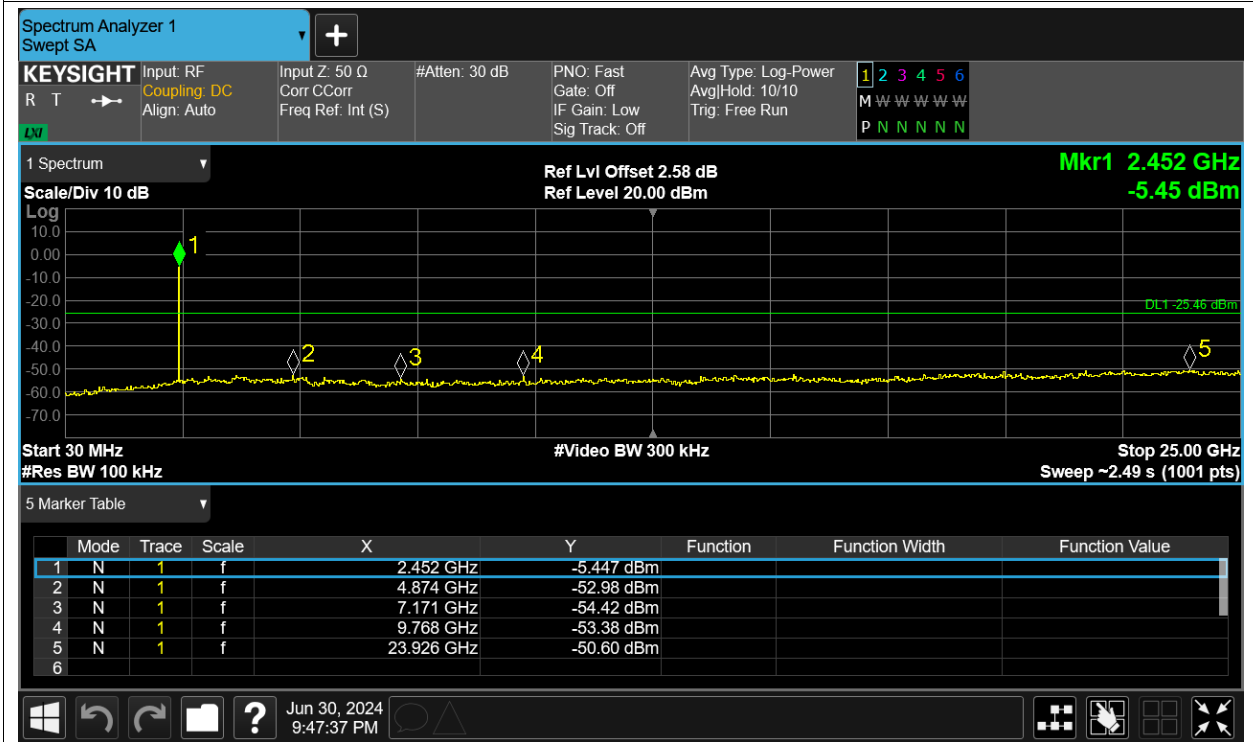 Spectrum Analyzer 1
Swept SA
+
KEYSIGHT
R T
LXI
Input: RF
Coupling: DC
Align: Auto
Input Z: 50 Ω
Corr CCorr
Freq Ref: Int (S)
#Atten: 30 dB
PNO: Fast
Gate: Off
IF Gain: Low
Sig Track: Off
Avg Type: Log-Power
Avg|Hold: 10/10
Trig: Free Run
1 2 3 4 5 6
M W W W W W
P N N N N N
1 Spectrum
Scale/Div 10 dB
Ref Lvl Offset 2.58 dB
Ref Level 20.00 dBm
Mkr1 2.452 GHz
-5.45 dBm
Log
10.0
0.00
-10.0
-20.0
-30.0
-40.0
-50.0
-60.0
-70.0
1
2
3
4
5
DL1 -25.46 dBm
Start 30 MHz
#Res BW 100 kHz
#Video BW 300 kHz
Stop 25.00 GHz
Sweep ~2.49 s (1001 pts)
5 Marker Table
Mode Trace Scale X Y Function Function Width Function Value
1 N 1 f 2.452 GHz -5.447 dBm
2 N 1 f 4.874 GHz -52.98 dBm
3 N 1 f 7.171 GHz -54.42 dBm
4 N 1 f 9.768 GHz -53.38 dBm
5 N 1 f 23.926 GHz -50.60 dBm
6
?
Jun 30, 2024
9:47:37 PM